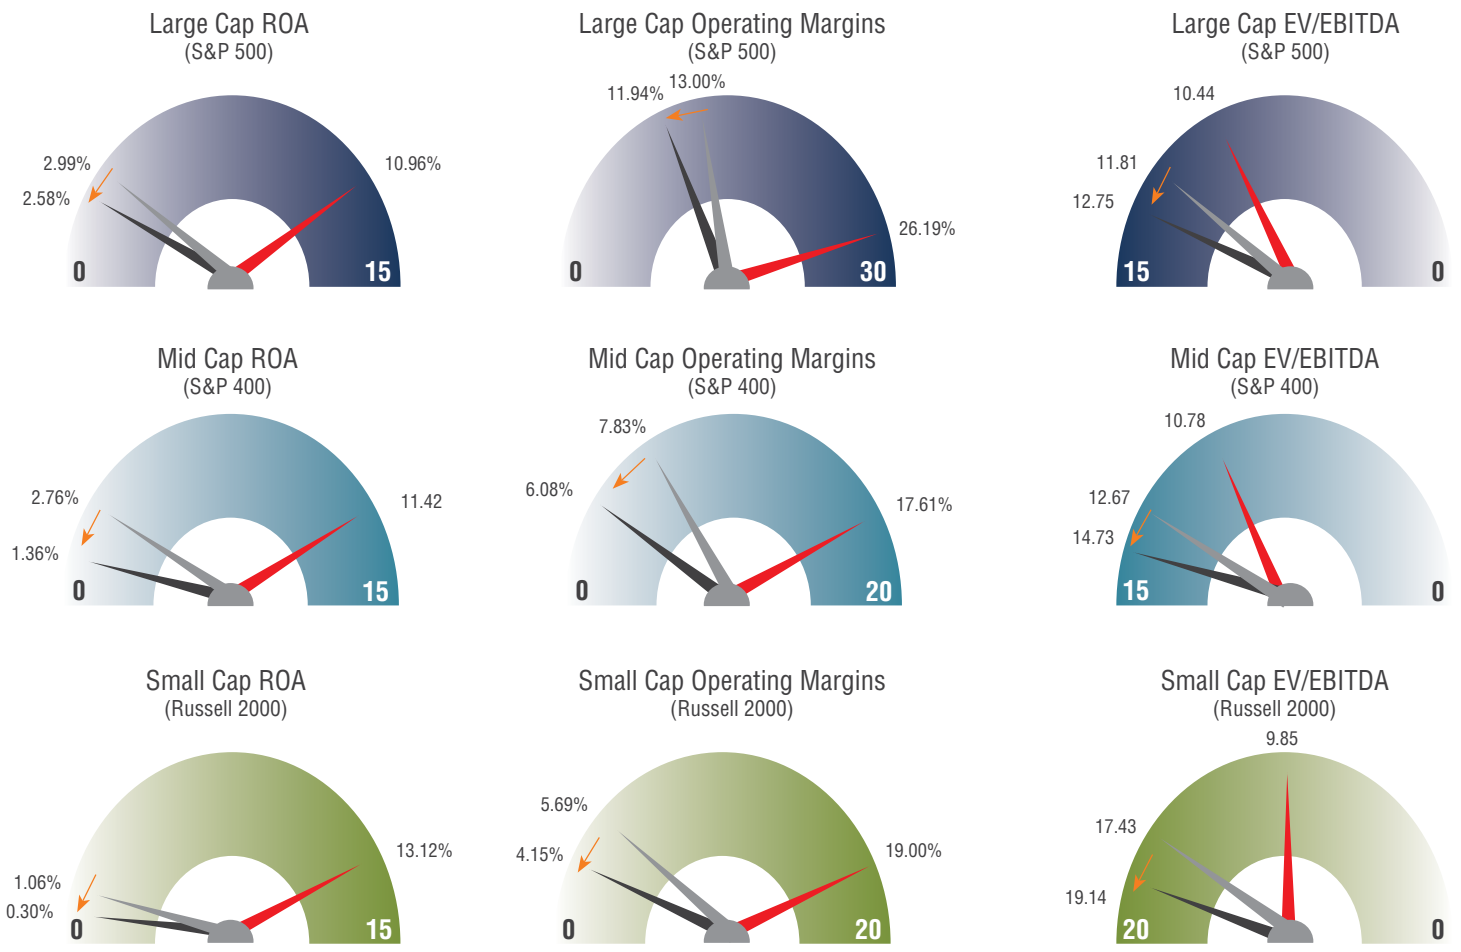 Large Cap ROA
(S&P 500)
2.99%
2.58%
10.96%
0
15
Large Cap Operating Margins
(S&P 500)
11.94%
13.00%
26.19%
0
30
Large Cap EV/EBITDA
(S&P 500)
10.44
11.81
12.75
15
0
Mid Cap ROA
(S&P 400)
2.76%
1.36%
11.42
0
15
Mid Cap Operating Margins
(S&P 400)
7.83%
6.08%
17.61%
0
20
Mid Cap EV/EBITDA
(S&P 400)
10.78
12.67
14.73
15
0
Small Cap ROA
(Russell 2000)
1.06%
0.30%
13.12%
0
15
Small Cap Operating Margins
(Russell 2000)
5.69%
4.15%
19.00%
0
20
Small Cap EV/EBITDA
(Russell 2000)
9.85
17.43
19.14
20
0